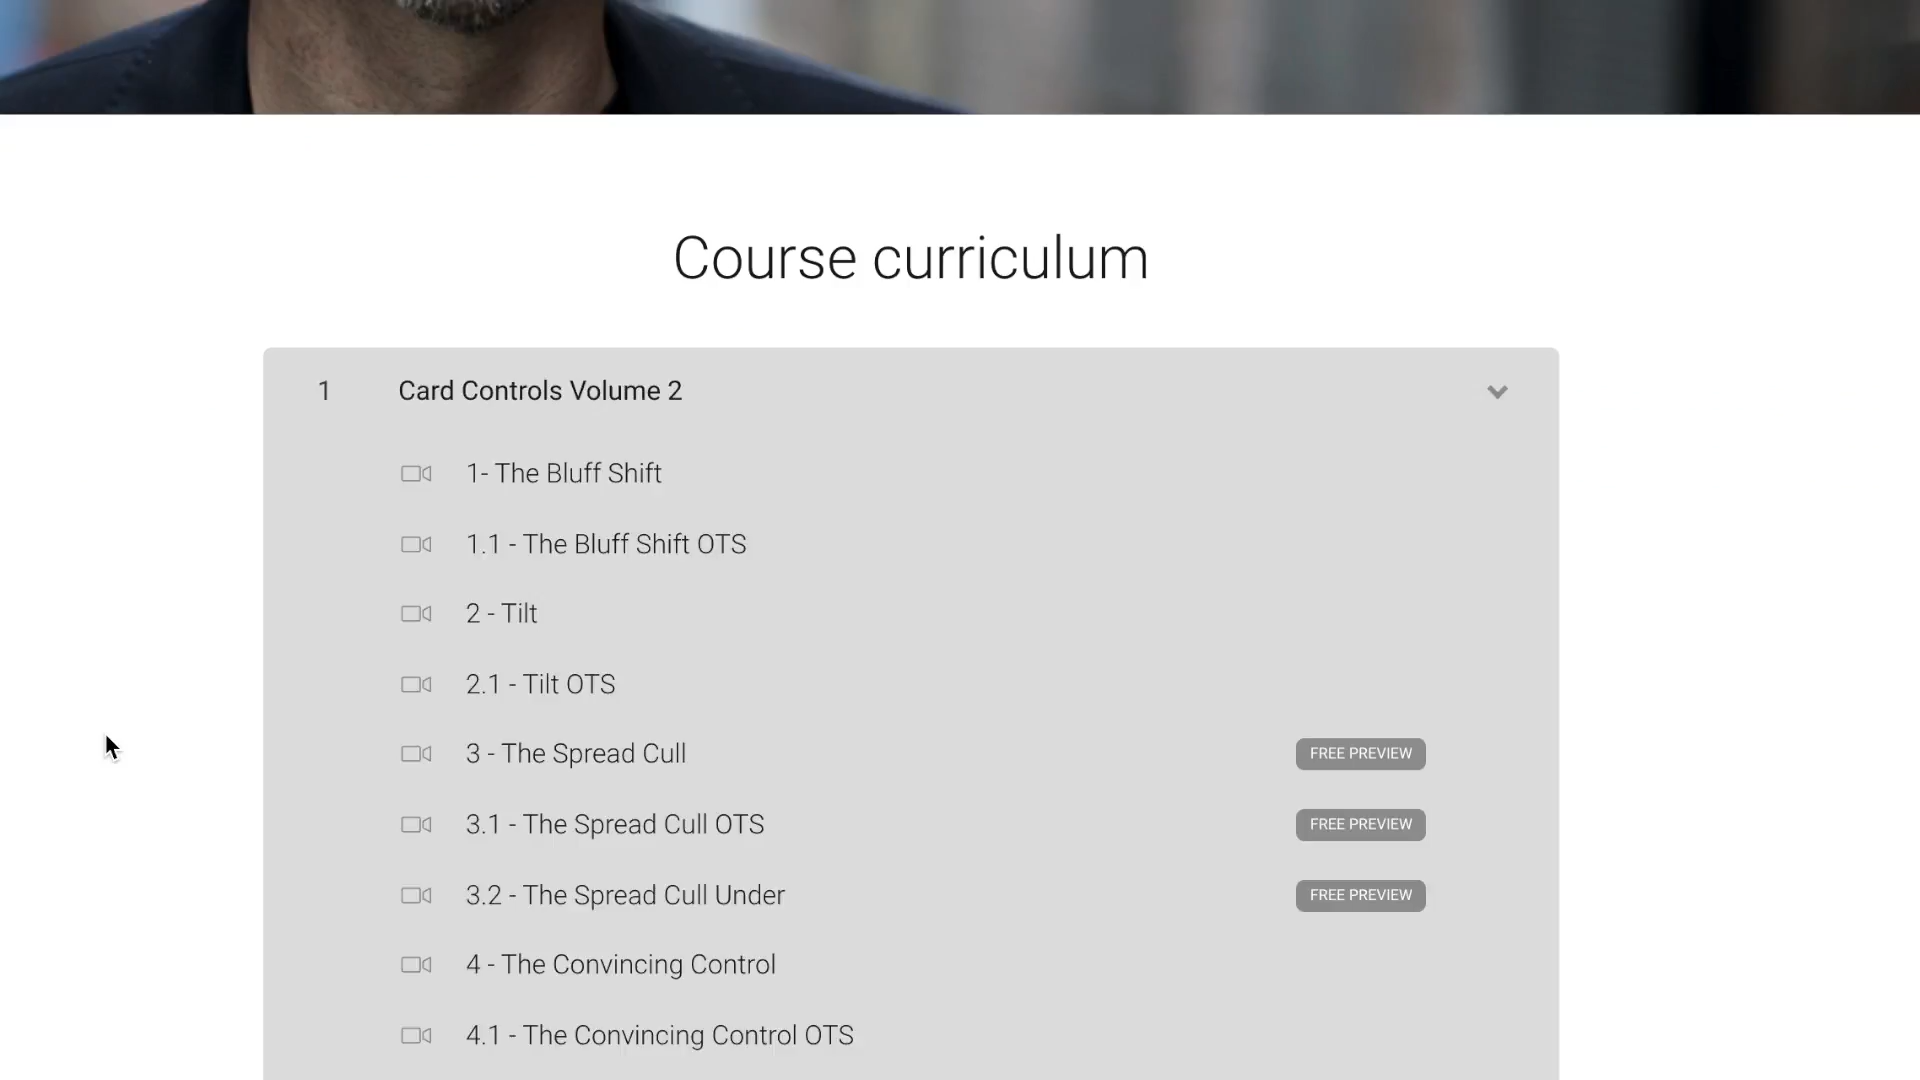 Course curriculum
1 Card Controls Volume 2
1- The Bluff Shift
1.1 - The Bluff Shift OTS
2 - Tilt
2.1 - Tilt OTS
3 - The Spread Cull FREE PREVIEW
3.1 - The Spread Cull OTS FREE PREVIEW
3.2 - The Spread Cull Under FREE PREVIEW
4 - The Convincing Control
4.1 - The Convincing Control OTS